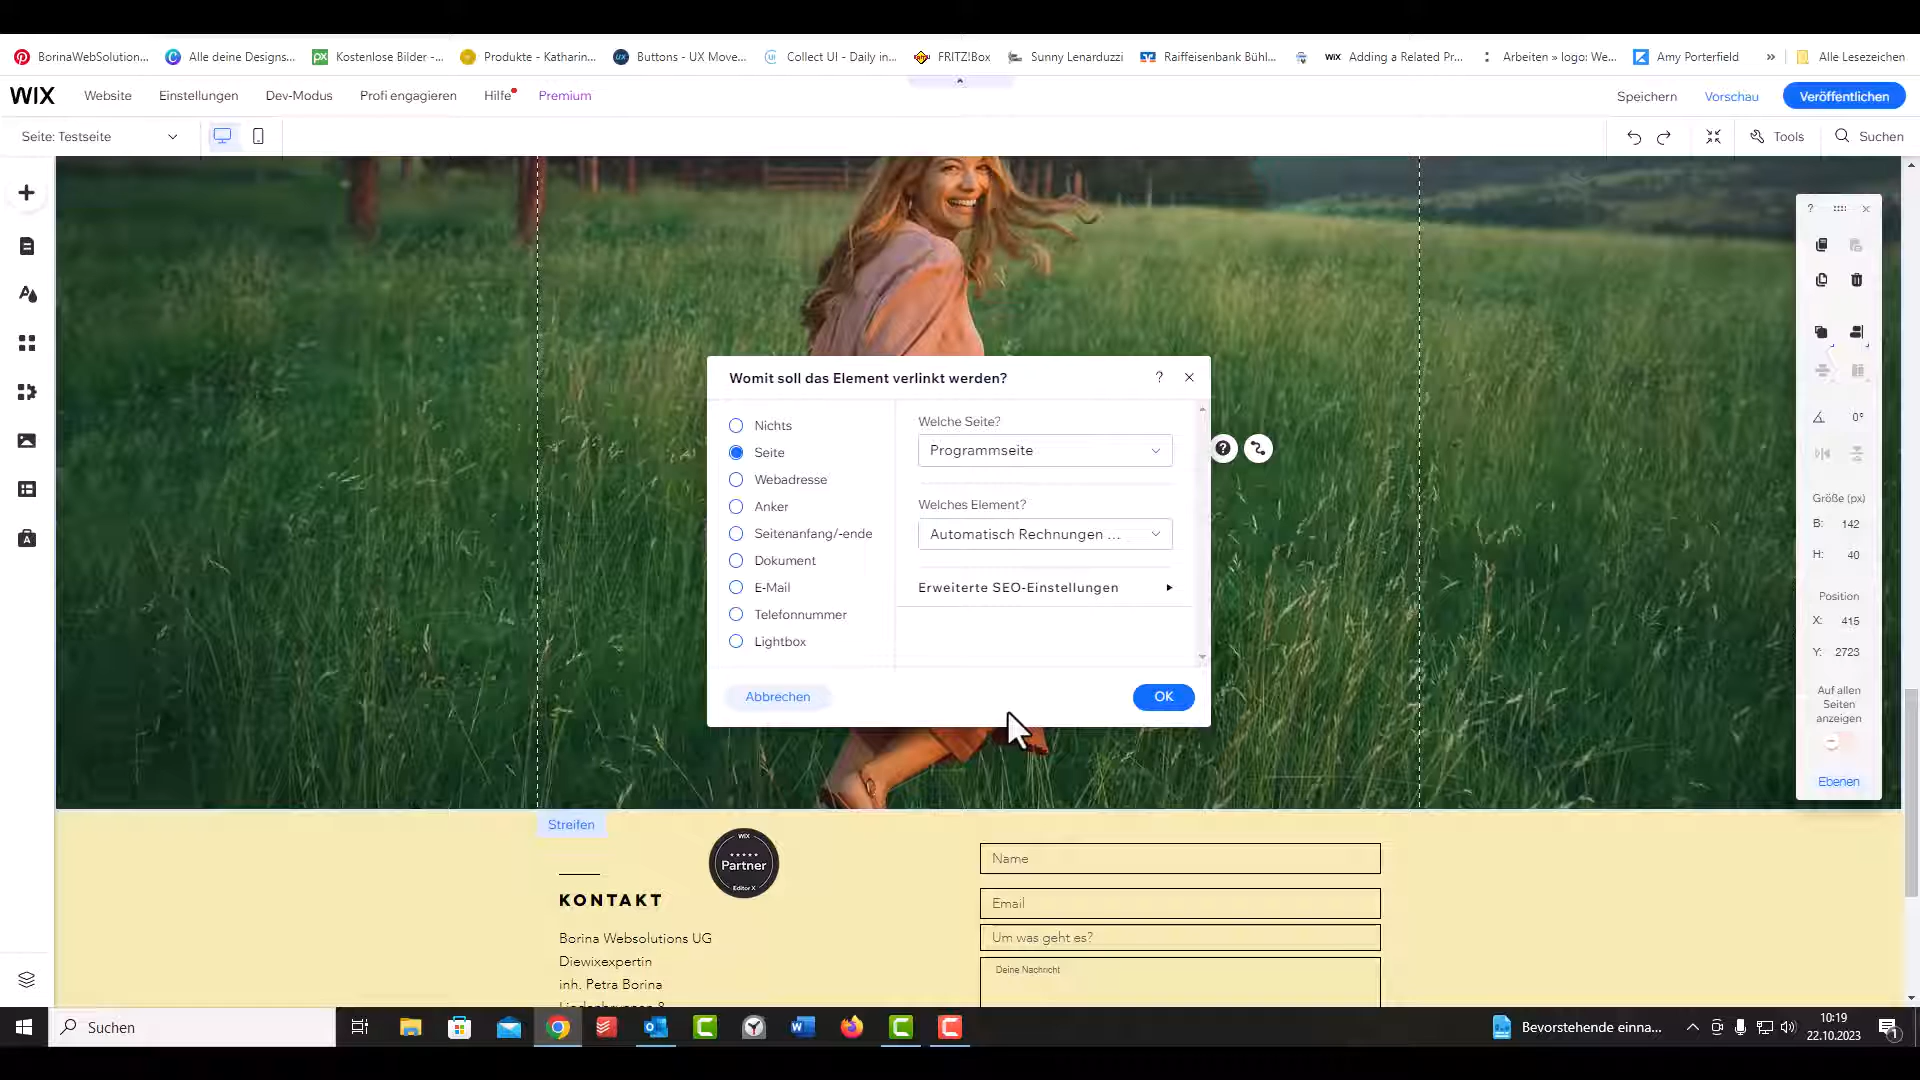 BorinaWebSolution...
Alle deine Designs...
Kostenlose Bilder -...
Produkte - Katharin...
Buttons - UX Move...
Collect UI - Daily in...
FRITZ!Box
Sunny Lenarduzzi
Raiffeisenbank Bühl...
WIX Adding a Related Pr...
Arbeiten » logo: We...
Amy Porterfield
»
Alle Lesezeichen
WIX
Website
Einstellungen
Dev-Modus
Profi engagieren
Hilfe
Premium
Speichern
Vorschau
Veröffentlichen
Seite: Testseite
Tools
Suchen
Womit soll das Element verlinkt werden?
?
Nichts
Seite
Webadresse
Anker
Seitenanfang/-ende
Dokument
E-Mail
Telefonnummer
Lightbox
Welche Seite?
Programmseite
Welches Element?
Automatisch Rechnungen ...
Erweiterte SEO-Einstellungen
Abbrechen
OK
?
0°
Größe (px)
B: 142
H: 40
Position
X: 415
Y: 2723
Auf allen
Seiten
anzeigen
Ebenen
Streifen
WIX
Partner
Editor X
KONTAKT
Borina Websolutions UG
Diewixexpertin
inh. Petra Borina
Lindenbrunnen 8
Name
Email
Um was geht es?
Deine Nachricht
Suchen
Bevorstehende einna...
10:19
22.10.2023
1